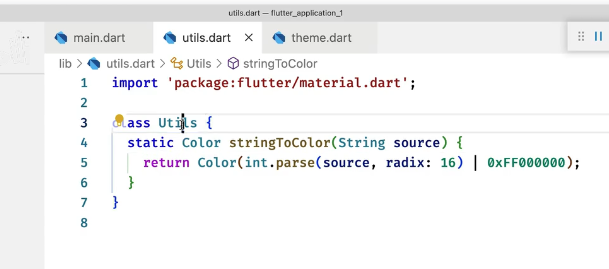 utils.dart — flutter_application_1
main.dart utils.dart theme.dart
lib > utils.dart > Utils > stringToColor
1 import 'package:flutter/material.dart';
2
3 class Utils {
4 static Color stringToColor(String source) {
5 return Color(int.parse(source, radix: 16) | 0xFF000000);
6 }
7 }
8